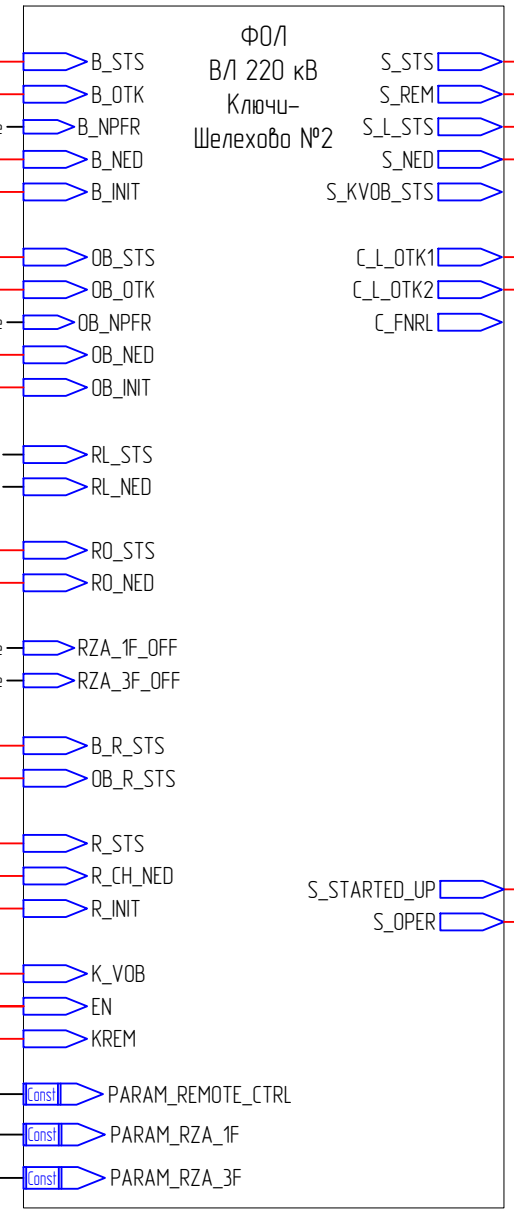 ФОЛ
ВЛ 220 кВ
Ключи-
Шелехово №2
B_STS
B_OTK
B_NPFR
B_NED
B_INIT
OB_STS
OB_OTK
OB_NPFR
OB_NED
OB_INIT
RL_STS
RL_NED
RO_STS
RO_NED
RZA_1F_OFF
RZA_3F_OFF
B_R_STS
OB_R_STS
R_STS
R_CH_NED
R_INIT
K_VOB
EN
KREM
Const PARAM_REMOTE_CTRL
Const PARAM_RZA_1F
Const PARAM_RZA_3F
S_STS
S_REM
S_L_STS
S_NED
S_KVOB_STS
C_L_OTK1
C_L_OTK2
C_FNRL
S_STARTED_UP
S_OPER